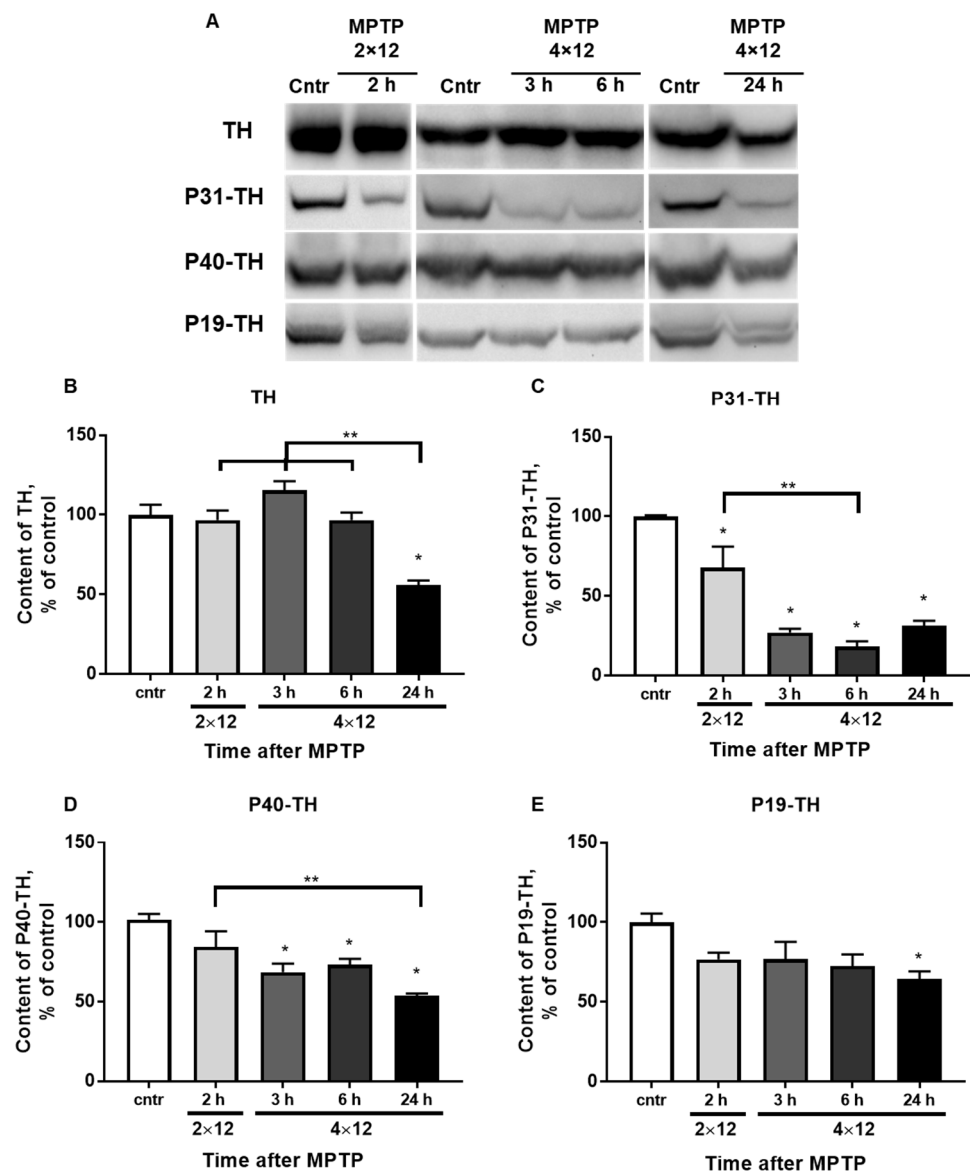 A
MPTP MPTP MPTP
2×12 4×12 4×12
Cntr 2 h Cntr 3 h 6 h Cntr 24 h
TH
P31-TH
P40-TH
P19-TH
B
TH
Content of TH,
% of control
150
100
50
0
**
*
cntr 2 h 3 h 6 h 24 h
2×12 4×12
Time after MPTP
C
P31-TH
Content of P31-TH,
% of control
150
100
50
0
**
* * * *
cntr 2 h 3 h 6 h 24 h
2×12 4×12
Time after MPTP
D
P40-TH
Content of P40-TH,
% of control
150
100
50
0
**
* * *
cntr 2 h 3 h 6 h 24 h
2×12 4×12
Time after MPTP
E
P19-TH
Content of P19-TH,
% of control
150
100
50
0
*
cntr 2 h 3 h 6 h 24 h
2×12 4×12
Time after MPTP